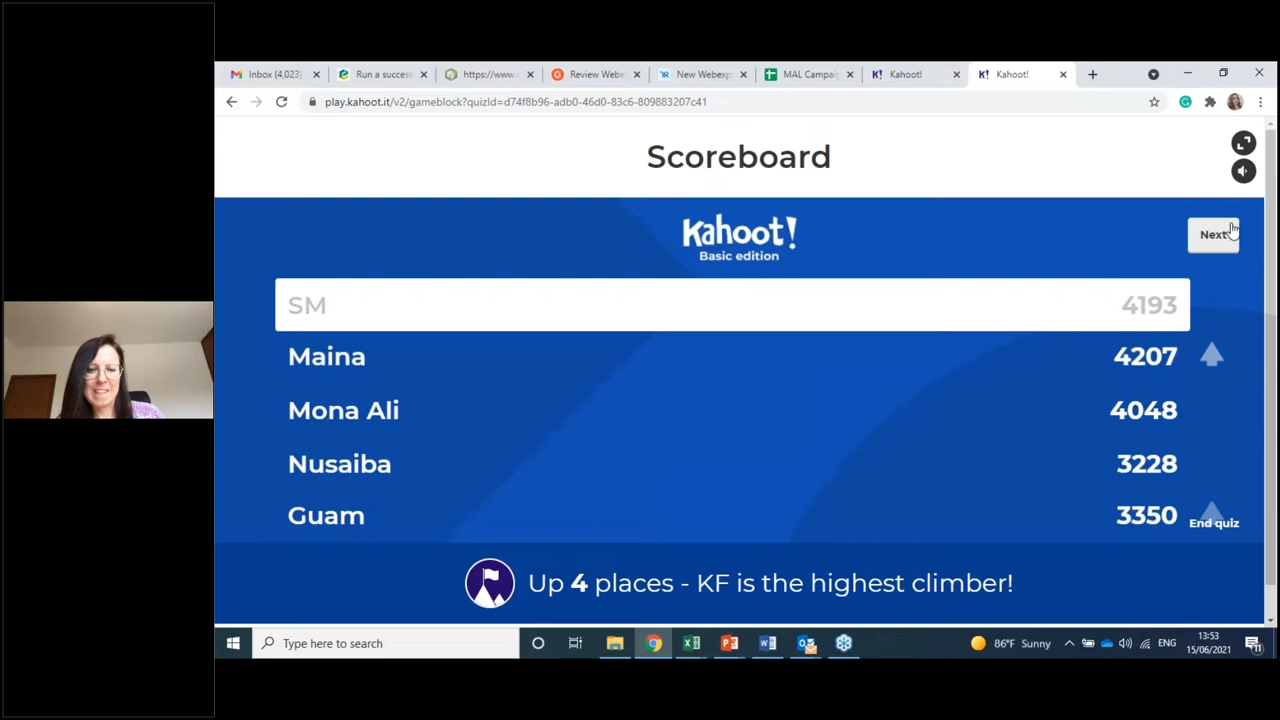 Inbox (4,023)
Run a succes
https://www.
Review Webe
New Webexp
MAL Campai
Kahoot!
Kahoot!
play.kahoot.it/v2/gameblock?quizId=d74f8b96-adb0-46d0-83c6-809883207c41
Scoreboard
Kahoot!
Basic edition
Next
SM 4193
Maina 4207
Mona Ali 4048
Nusaiba 3228
Guam 3350
End quiz
Up 4 places - KF is the highest climber!
Type here to search
86°F Sunny
ENG
13:53
15/06/2021